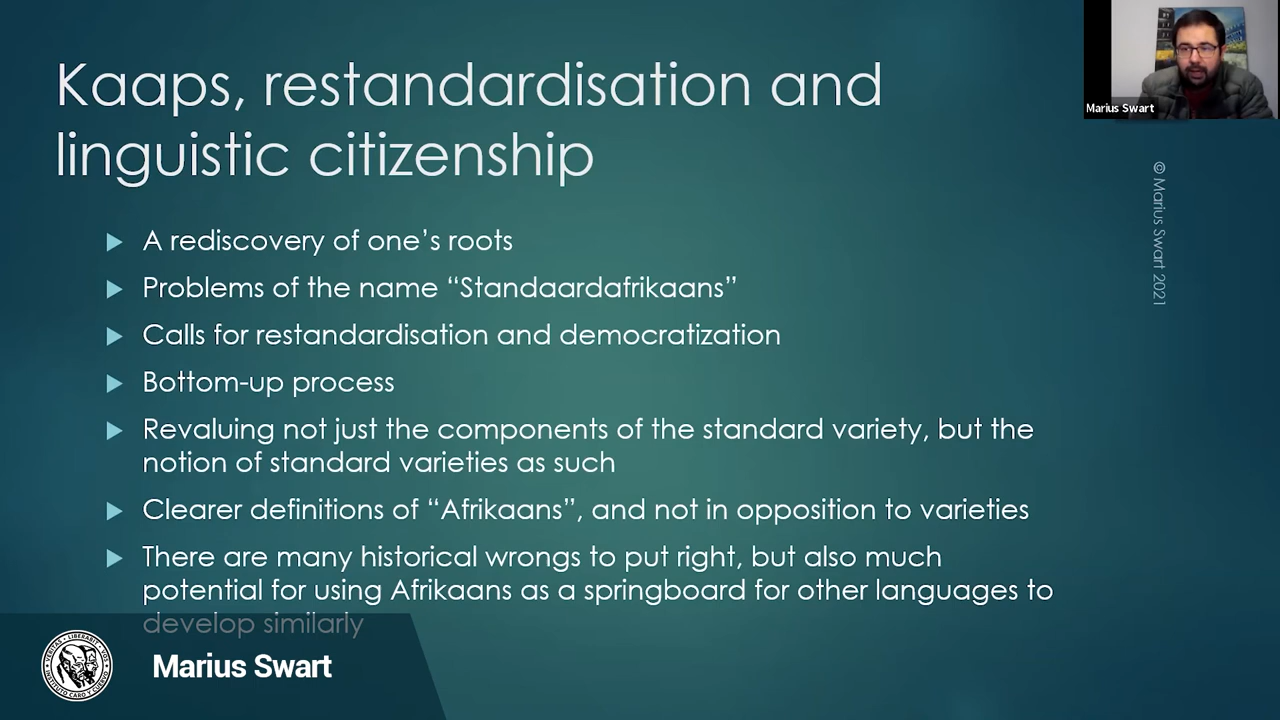 Kaaps, restandardisation and
linguistic citizenship
Marius Swart
© Marius Swart 2021
A rediscovery of one’s roots
Problems of the name “Standaardafrikaans”
Calls for restandardisation and democratization
Bottom-up process
Revaluing not just the components of the standard variety, but the
notion of standard varieties as such
Clearer definitions of “Afrikaans”, and not in opposition to varieties
There are many historical wrongs to put right, but also much
potential for using Afrikaans as a springboard for other languages to
develop similarly
Marius Swart